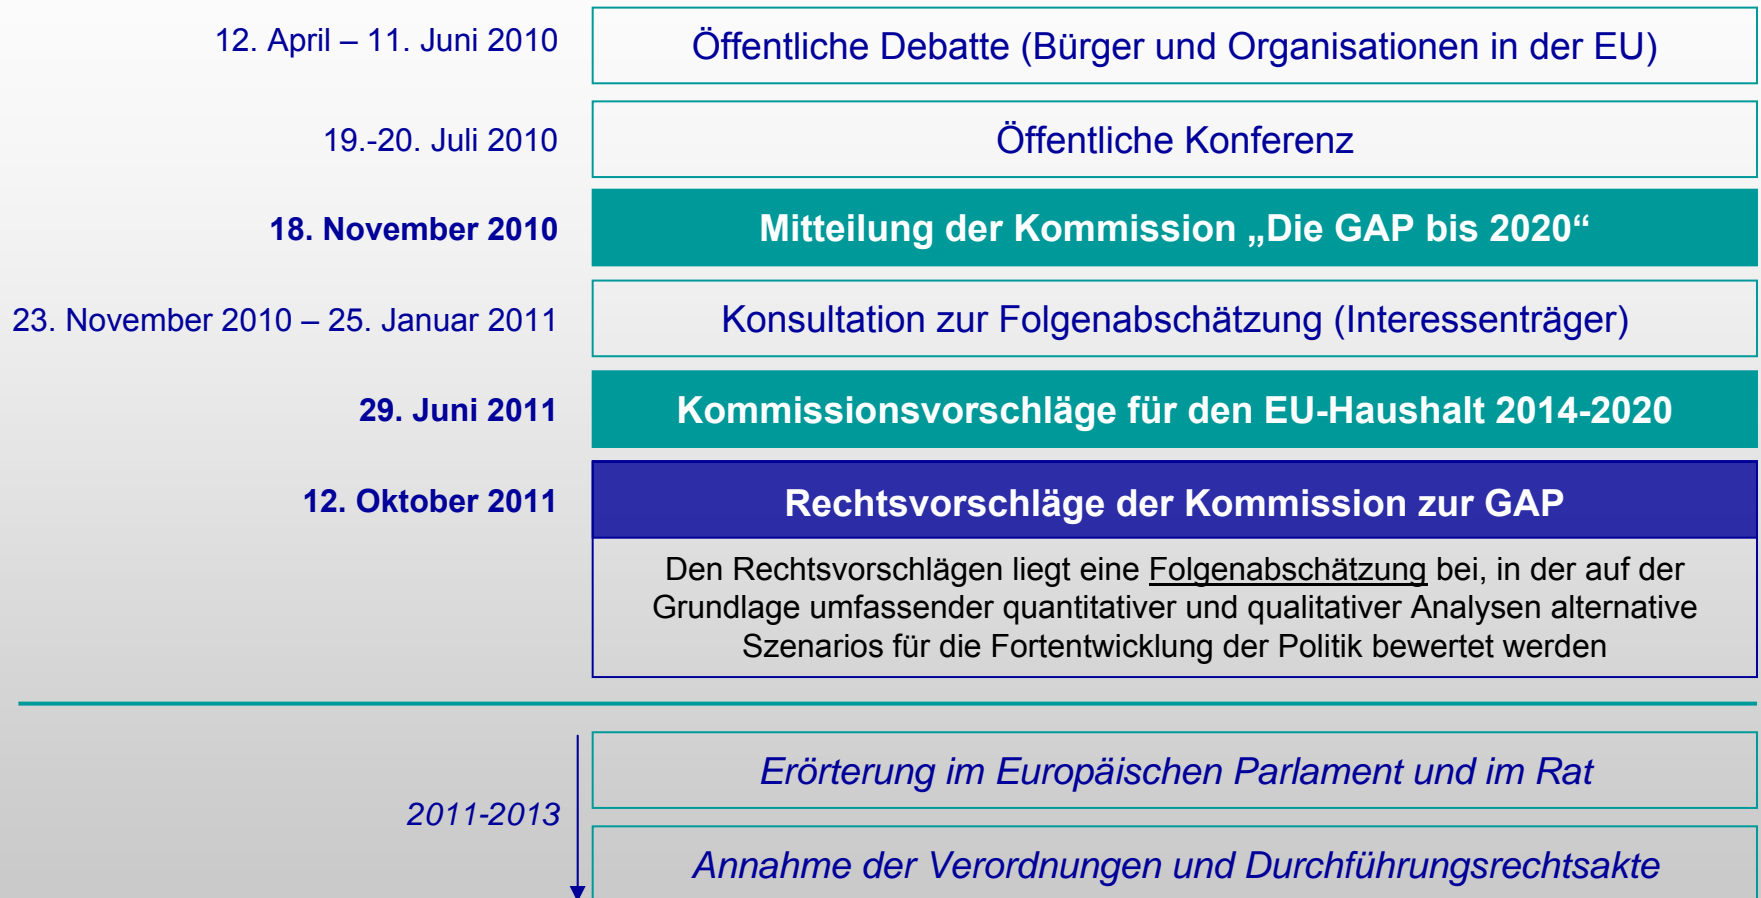 12. April – 11. Juni 2010
Öffentliche Debatte (Bürger und Organisationen in der EU)
19.-20. Juli 2010
Öffentliche Konferenz
18. November 2010
Mitteilung der Kommission „Die GAP bis 2020“
23. November 2010 – 25. Januar 2011
Konsultation zur Folgenabschätzung (Interessenträger)
29. Juni 2011
Kommissionsvorschläge für den EU-Haushalt 2014-2020
12. Oktober 2011
Rechtsvorschläge der Kommission zur GAP
Den Rechtsvorschlägen liegt eine Folgenabschätzung bei, in der auf der
Grundlage umfassender quantitativer und qualitativer Analysen alternative
Szenarios für die Fortentwicklung der Politik bewertet werden
2011-2013
Erörterung im Europäischen Parlament und im Rat
Annahme der Verordnungen und Durchführungsrechtsakte